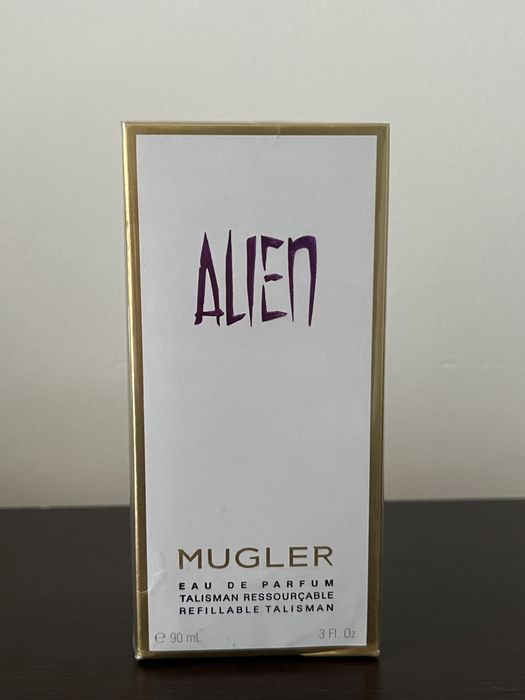 ALIEN
MUGLER
EAU DE PARFUM
TALISMAN RESSOURÇABLE
REFILLABLE TALISMAN
℮ 90 mL 3 Fl. Oz.